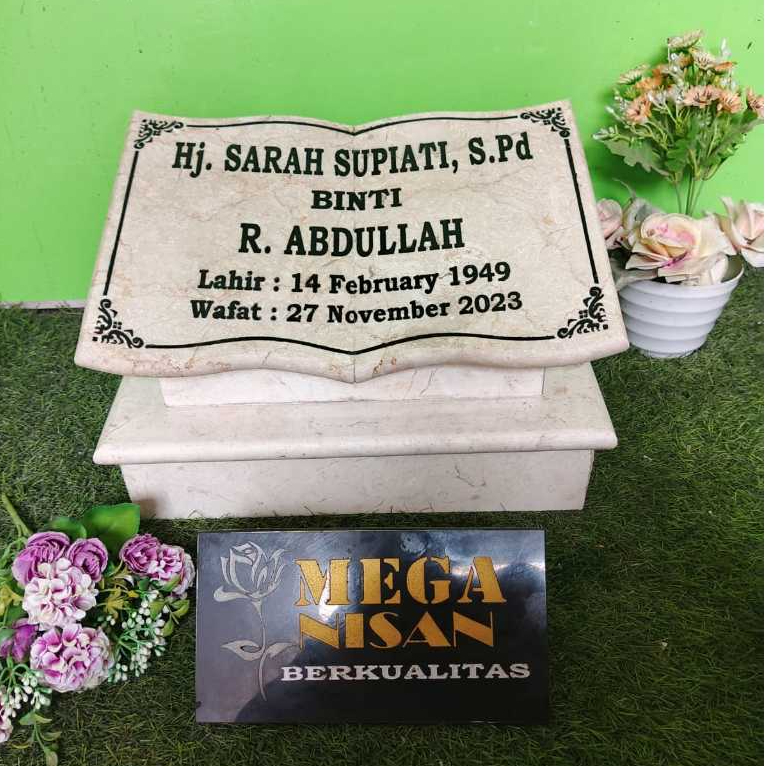 Hj. SARAH SUPIATI, S.Pd
BINTI
R. ABDULLAH
Lahir : 14 February 1949
Wafat : 27 November 2023
MEGA
NISAN
BERKUALITAS